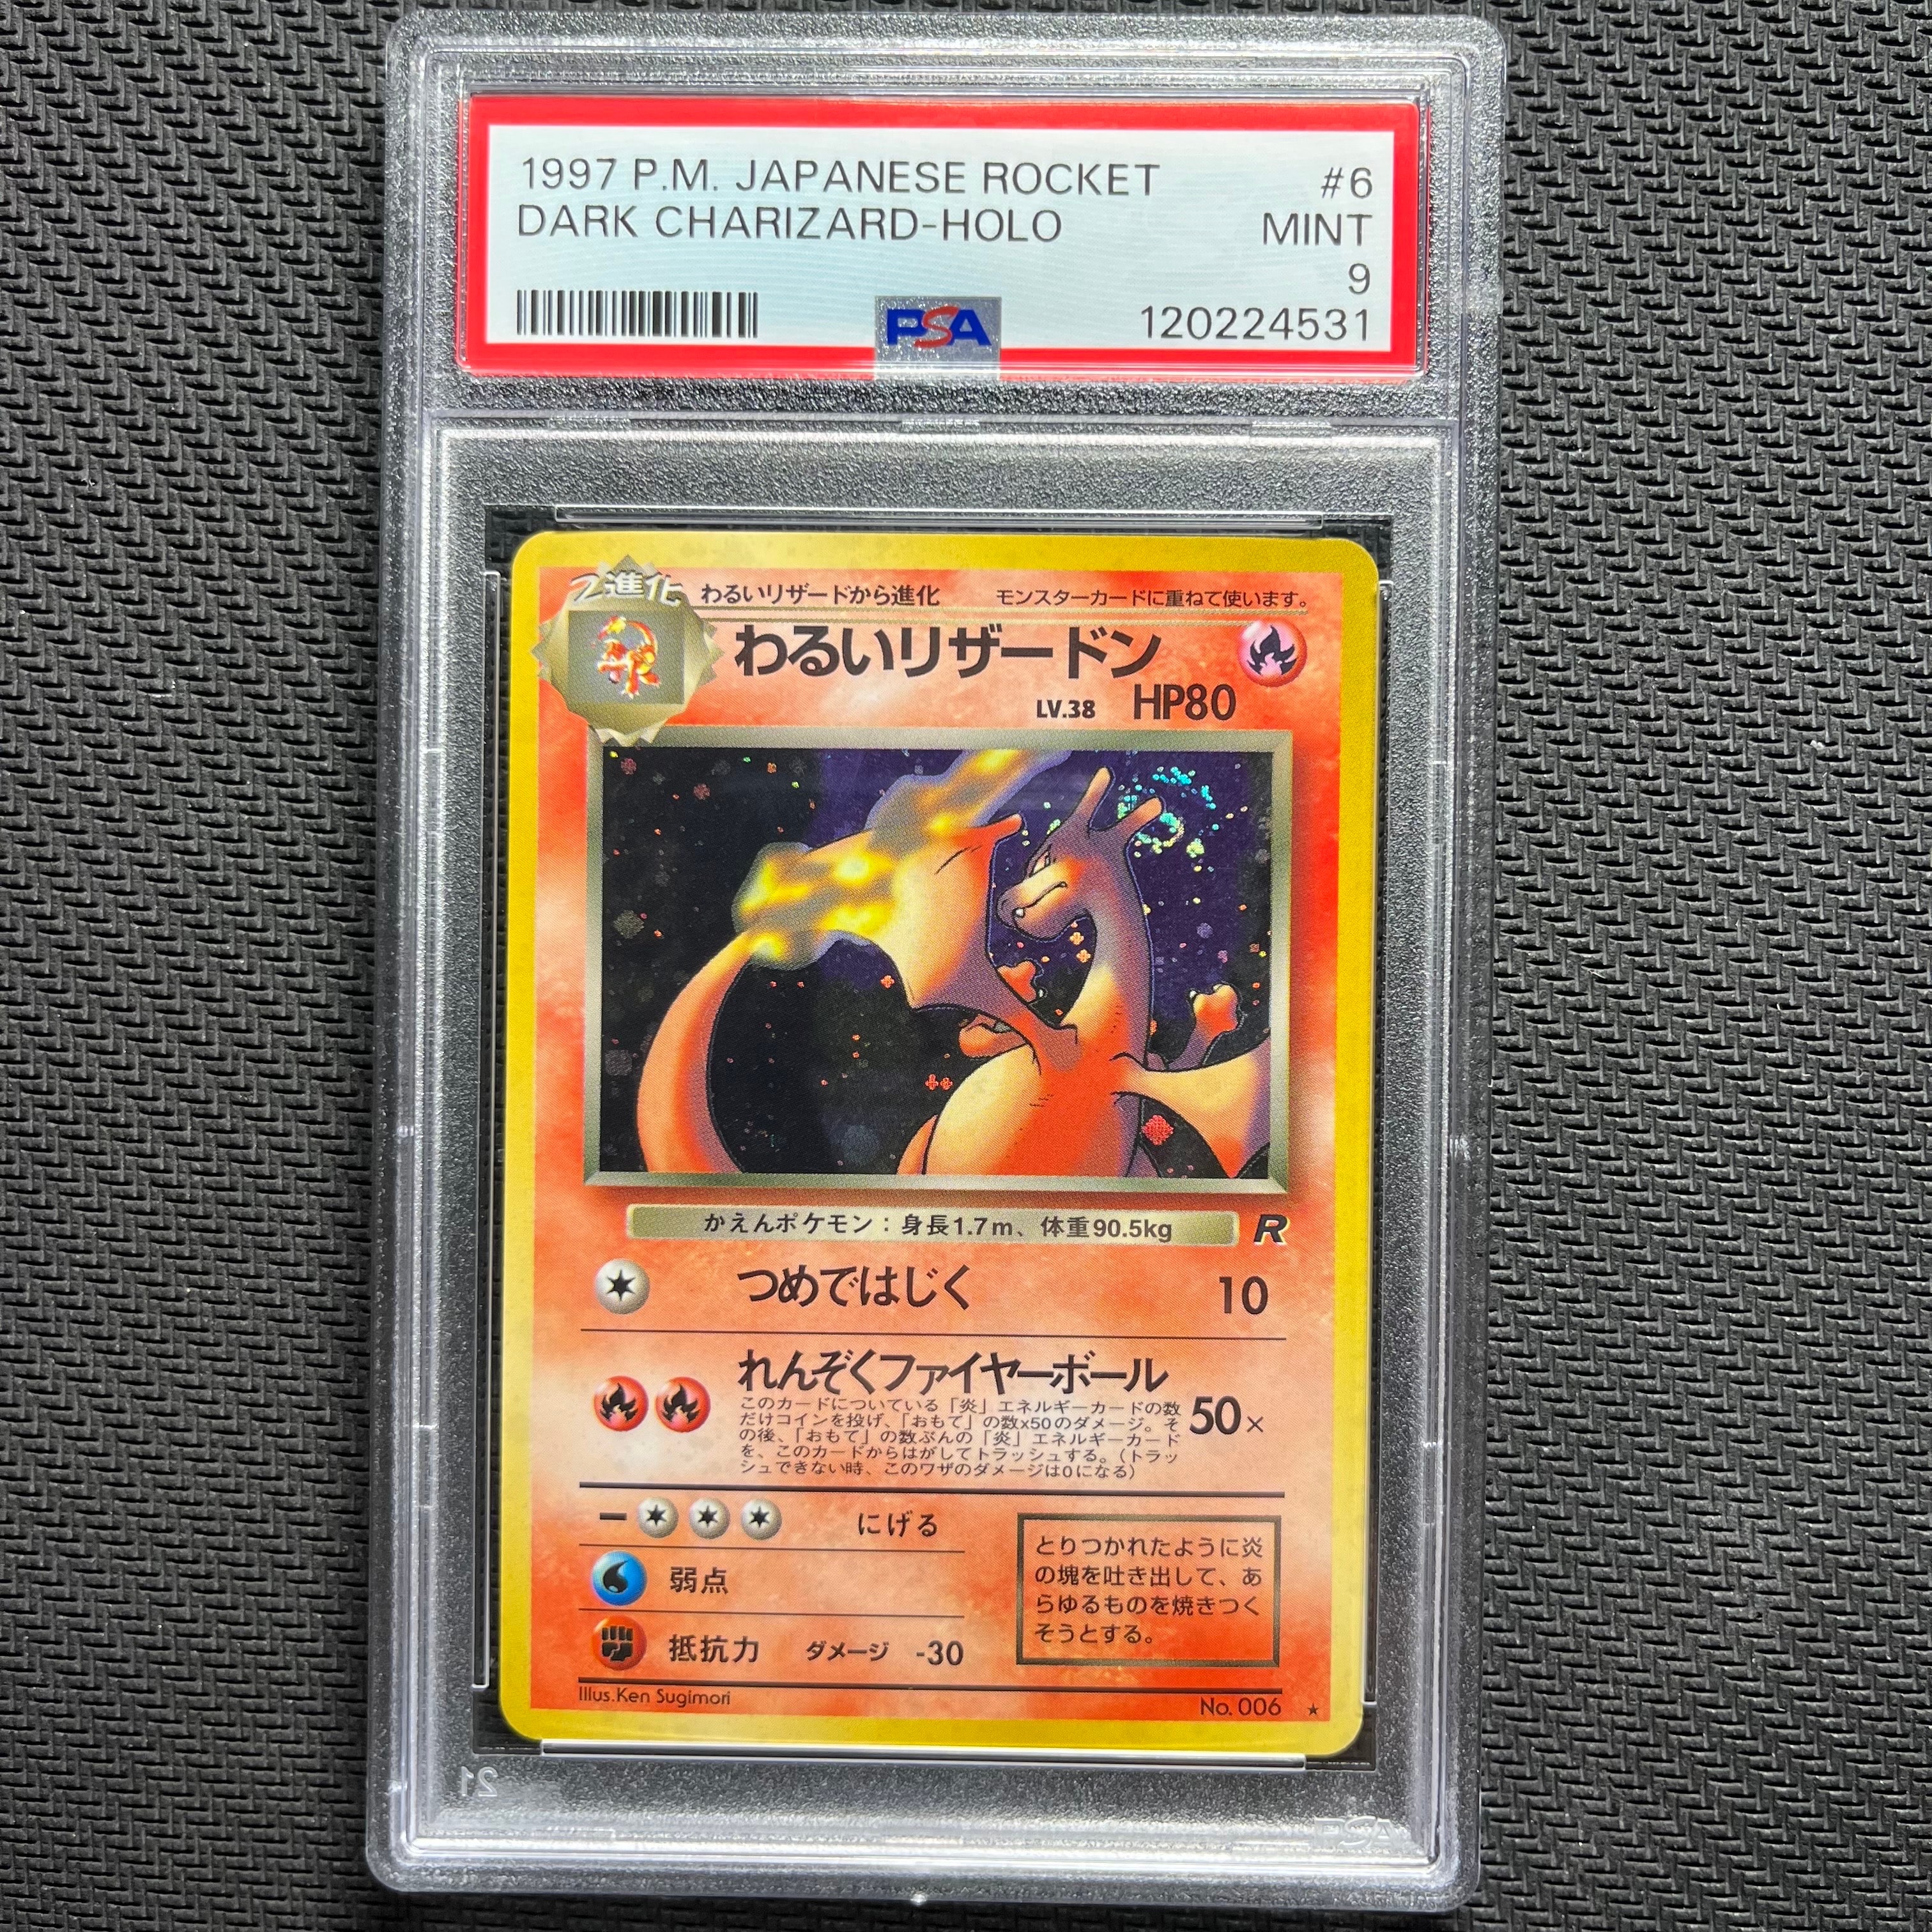 1997 P.M. JAPANESE ROCKET #6
DARK CHARIZARD-HOLO MINT
9
PSA 120224531
2進化 わるいリザードから進化 モンスターカードに重ねて使います。
わるいリザードン
LV.38 HP80
かえんポケモン：身長1.7m、体重90.5kg R
つめではじく 10
れんぞくファイヤーボール
このカードについている「炎」エネルギーカードの数
だけコインを投げ、「おもて」の数x50のダメージ。そ
の後、「おもて」の数ぶんの「炎」エネルギーカード
を、このカードからはがしてトラッシュする。(トラッ
シュできない時、このワザのダメージは0になる)
50×
にげる
弱点
抵抗力 ダメージ -30
とりつかれたように炎
の塊を吐き出して、あ
らゆるものを焼きつく
そうとする。
Illus.Ken Sugimori No. 006 ★
21
PSA